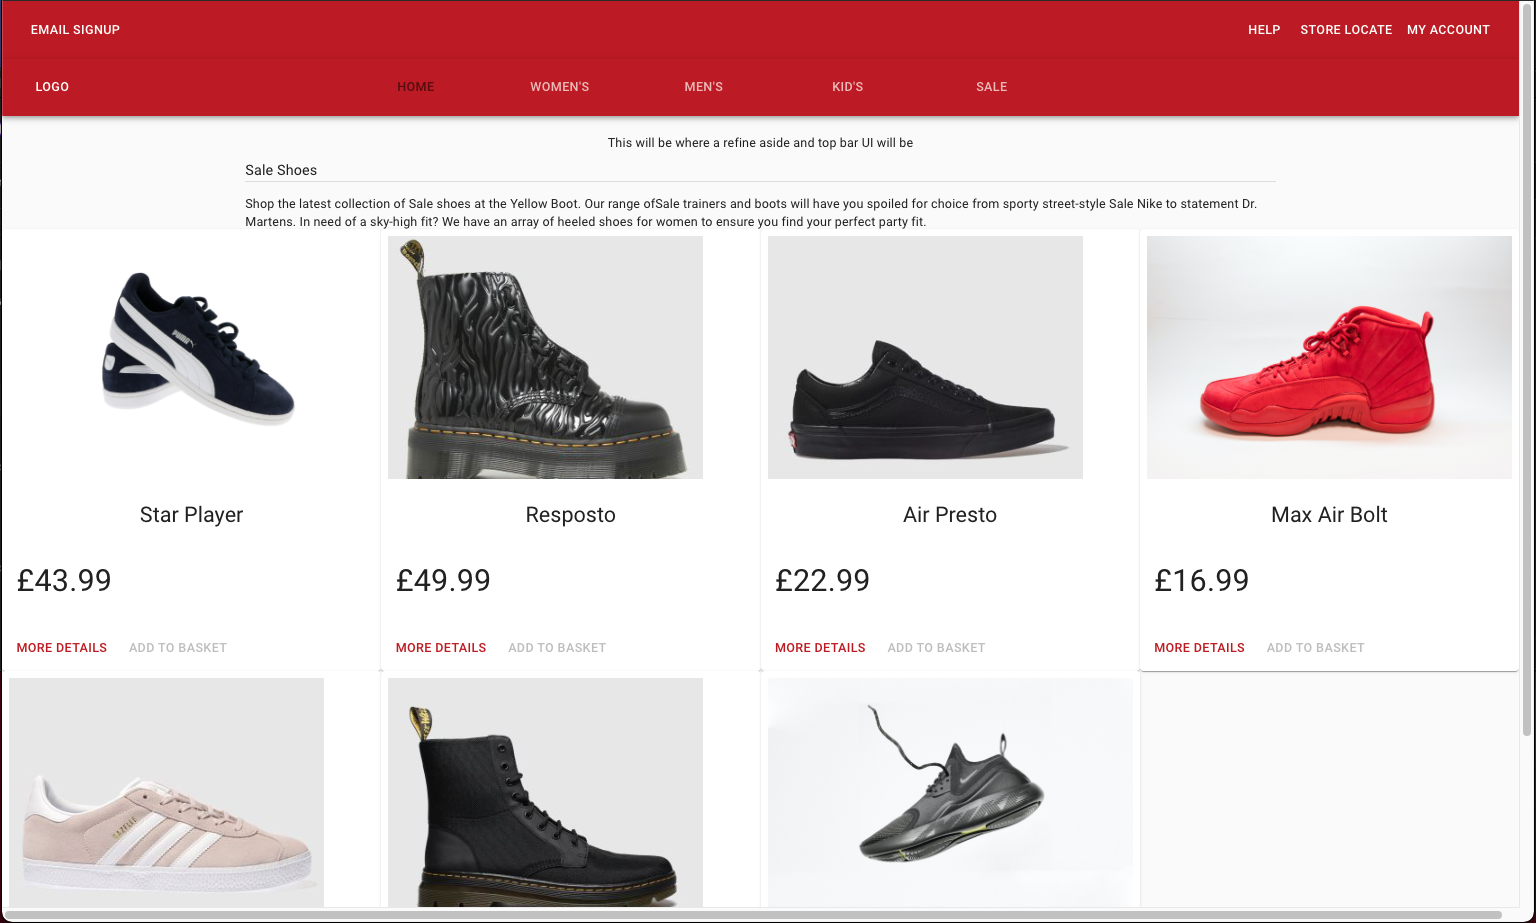 EMAIL SIGNUP HELP STORE LOCATE MY ACCOUNT
LOGO HOME WOMEN'S MEN'S KID'S SALE
This will be where a refine aside and top bar UI will be
Sale Shoes
Shop the latest collection of Sale shoes at the Yellow Boot. Our range ofSale trainers and boots will have you spoiled for choice from sporty street-style Sale Nike to statement Dr.
Martens. In need of a sky-high fit? We have an array of heeled shoes for women to ensure you find your perfect party fit.
PUMA
Star Player Resposto Air Presto Max Air Bolt
£43.99 £49.99 £22.99 £16.99
MORE DETAILS ADD TO BASKET MORE DETAILS ADD TO BASKET MORE DETAILS ADD TO BASKET MORE DETAILS ADD TO BASKET
GAZELLE